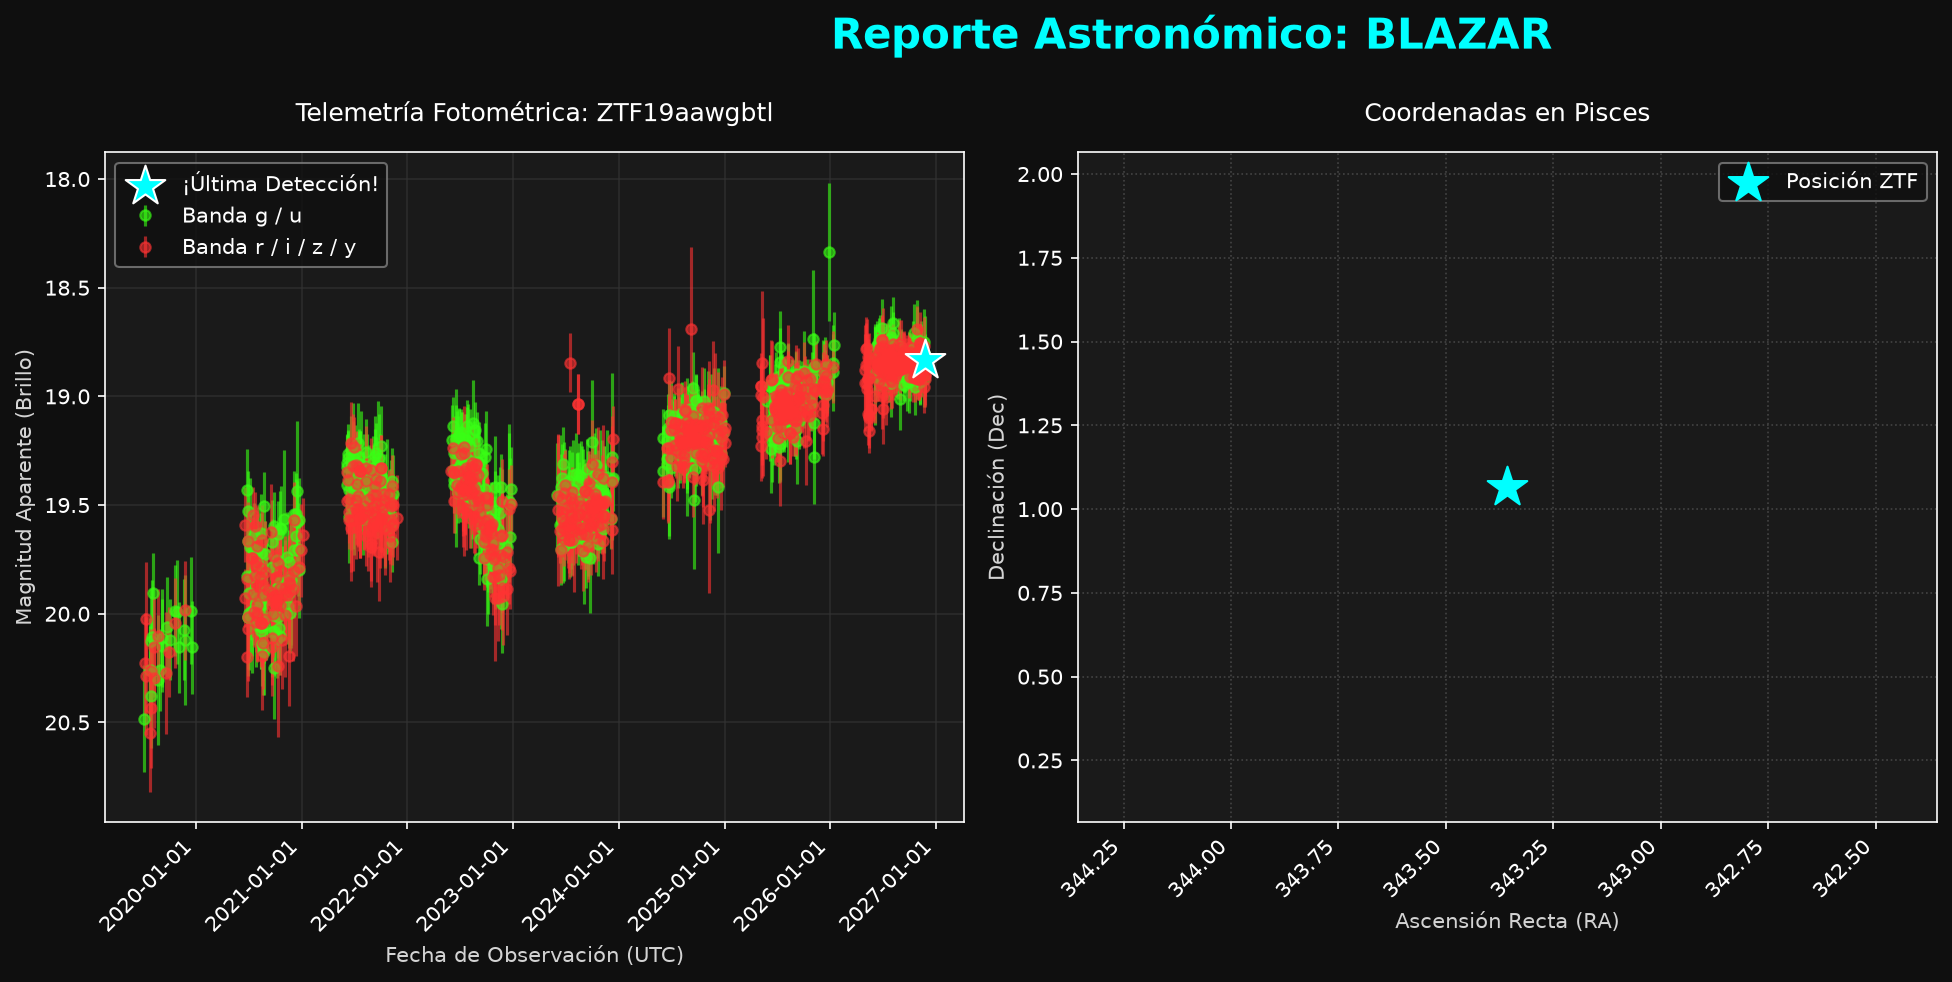 Reporte Astronómico: BLAZAR
Telemetría Fotométrica: ZTF19aawgbtl
¡Última Detección!
Banda g / u
Banda r / i / z / y
Magnitud Aparente (Brillo)
18.0
18.5
19.0
19.5
20.0
20.5
2020-01-01
2021-01-01
2022-01-01
2023-01-01
2024-01-01
2025-01-01
2026-01-01
2027-01-01
Fecha de Observación (UTC)
Coordenadas en Pisces
Posición ZTF
Declinación (Dec)
2.00
1.75
1.50
1.25
1.00
0.75
0.50
0.25
344.25
344.00
343.75
343.50
343.25
343.00
342.75
342.50
Ascensión Recta (RA)